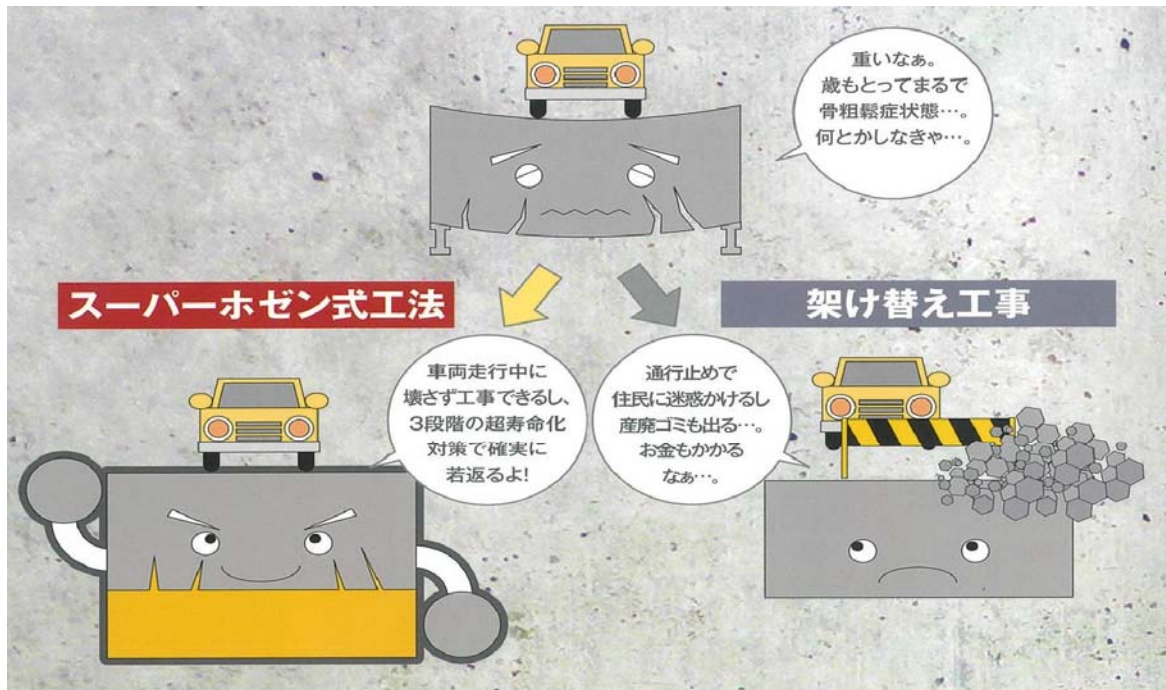 重いなぁ。
歳もとってまるで
骨粗鬆症状態…。
何とかしなきゃ…。
スーパーホゼン式工法
架け替え工事
車両走行中に
壊さず工事できるし、
3段階の超寿命化
対策で確実に
若返るよ!
通行止めで
住民に迷惑かけるし
産廃ゴミも出る…。
お金もかかる
なぁ…。